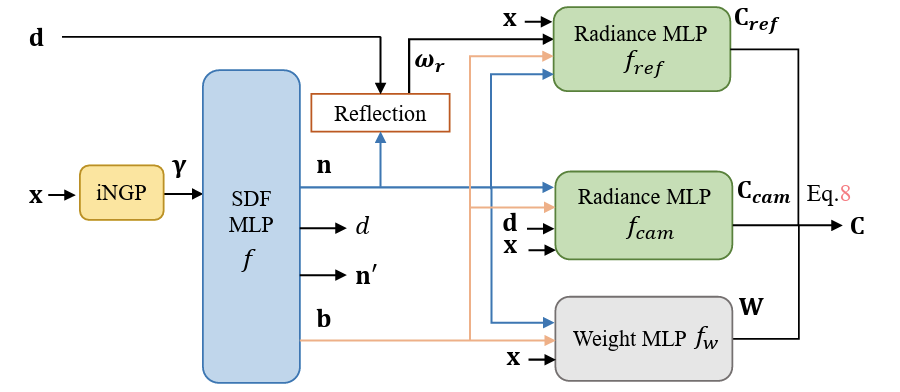 d
x
iNGP
γ
SDF
MLP
f
n
d
n′
b
Reflection
ω_r
x
Radiance MLP
f_ref
C_ref
Radiance MLP
f_cam
d
x
C_cam
Eq.8
C
Weight MLP f_w
x
W